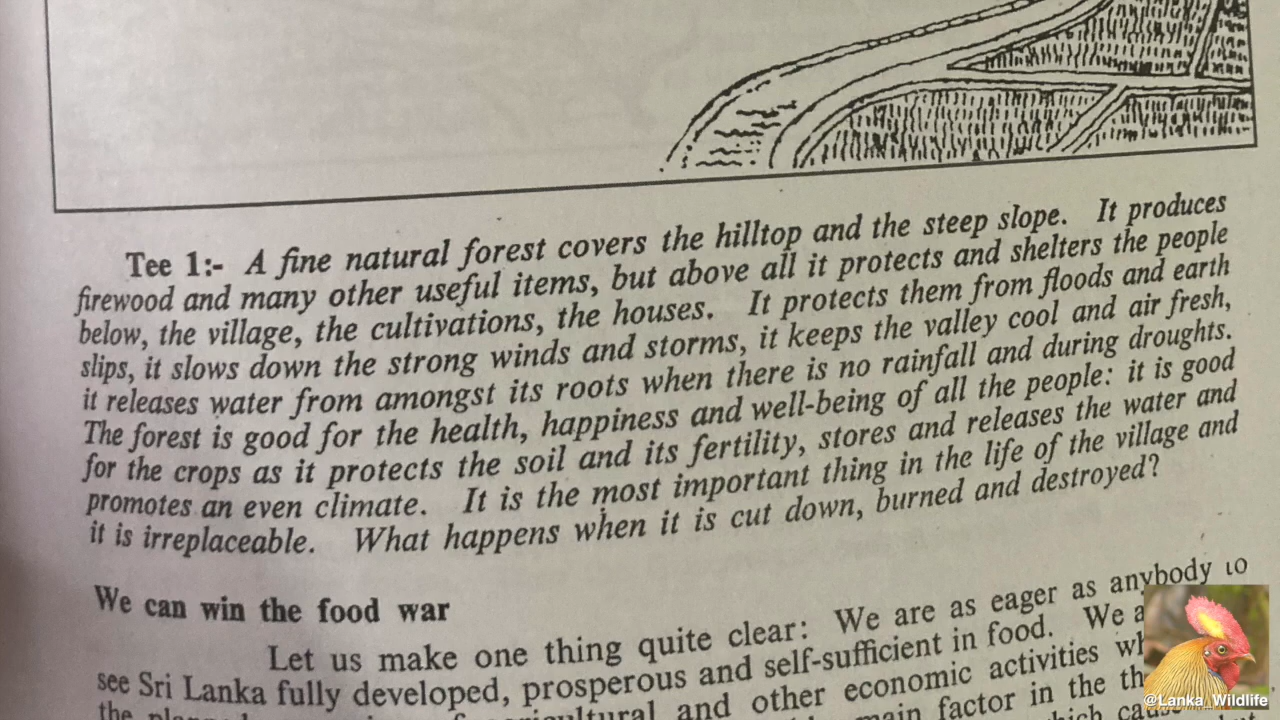 Tee 1:- A fine natural forest covers the hilltop and the steep slope. It produces
firewood and many other useful items, but above all it protects and shelters the people
below, the village, the cultivations, the houses. It protects them from floods and earth
slips, it slows down the strong winds and storms, it keeps the valley cool and air fresh,
it releases water from amongst its roots when there is no rainfall and during droughts.
The forest is good for the health, happiness and well-being of all the people: it is good
for the crops as it protects the soil and its fertility, stores and releases the water and
promotes an even climate. It is the most important thing in the life of the village and
it is irreplaceable. What happens when it is cut down, burned and destroyed?
We can win the food war
Let us make one thing quite clear: We are as eager as anybody to
see Sri Lanka fully developed, prosperous and self-sufficient in food. We
the and other economic activities
main factor in the
which
@Lanka_Wildlife